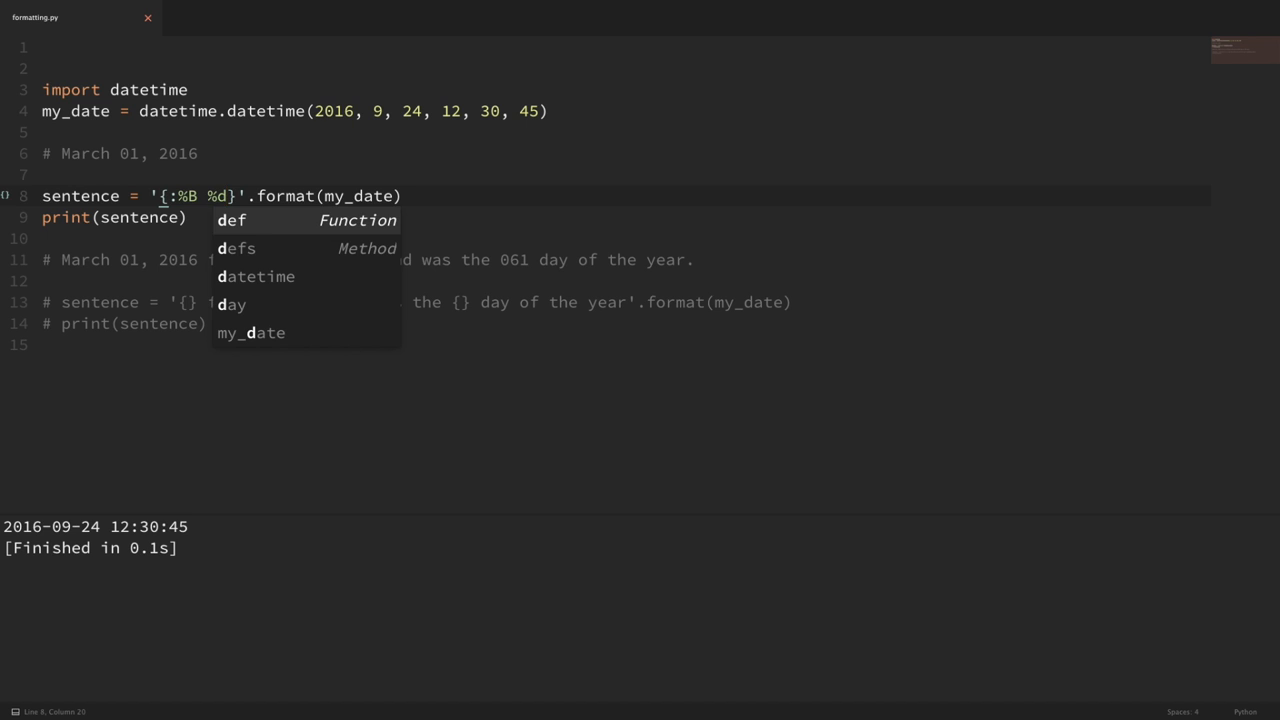 formatting.py
1
2
3 import datetime
4 my_date = datetime.datetime(2016, 9, 24, 12, 30, 45)
5
6 # March 01, 2016
7
{} 8 sentence = '{:%B %d}'.format(my_date)
9 print(sentence)
def Function
defs Method
datetime
day
my_date
10
11 # March 01, 2016 d was the 061 day of the year.
12
13 # sentence = '{} the {} day of the year'.format(my_date)
14 # print(sentence)
15
2016-09-24 12:30:45
[Finished in 0.1s]
Line 8, Column 20 Spaces: 4 Python